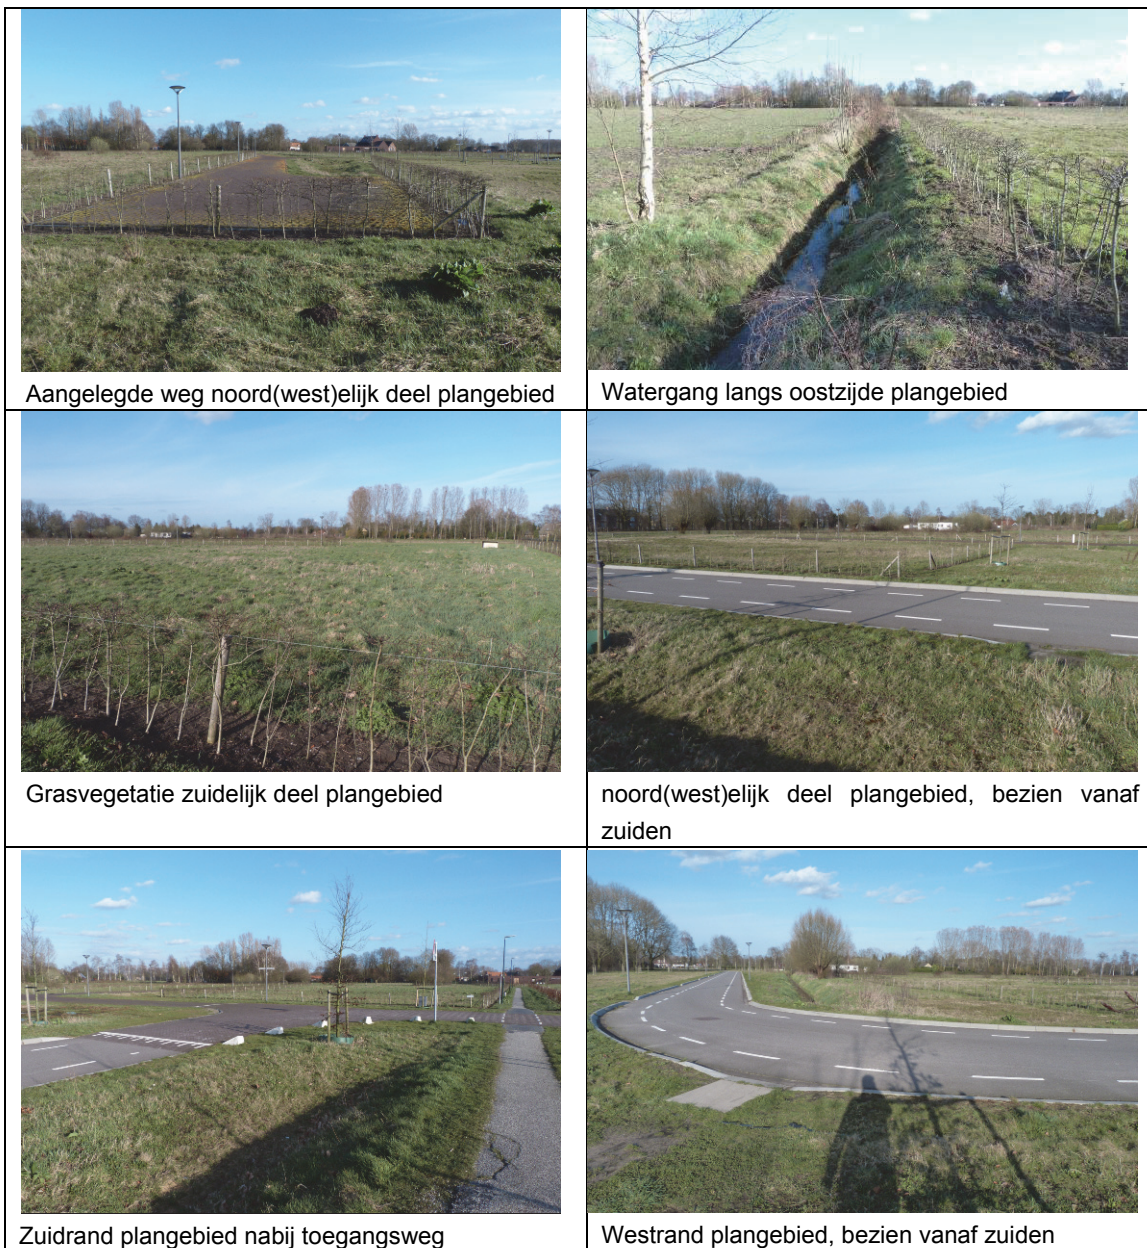 Aangelegde weg noord(west)elijk deel plangebied
Watergang langs oostzijde plangebied
Grasvegetatie zuidelijk deel plangebied
noord(west)elijk deel plangebied, bezien vanaf
zuiden
Zuidrand plangebied nabij toegangsweg
Westrand plangebied, bezien vanaf zuiden